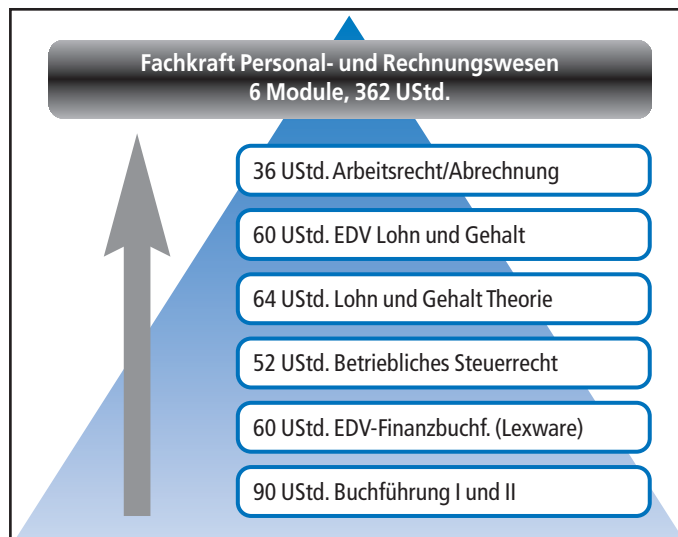 Fachkraft Personal- und Rechnungswesen
6 Module, 362 UStd.
36 UStd. Arbeitsrecht/Abrechnung
60 UStd. EDV Lohn und Gehalt
64 UStd. Lohn und Gehalt Theorie
52 UStd. Betriebliches Steuerrecht
60 UStd. EDV-Finanzbuchf. (Lexware)
90 UStd. Buchführung I und II